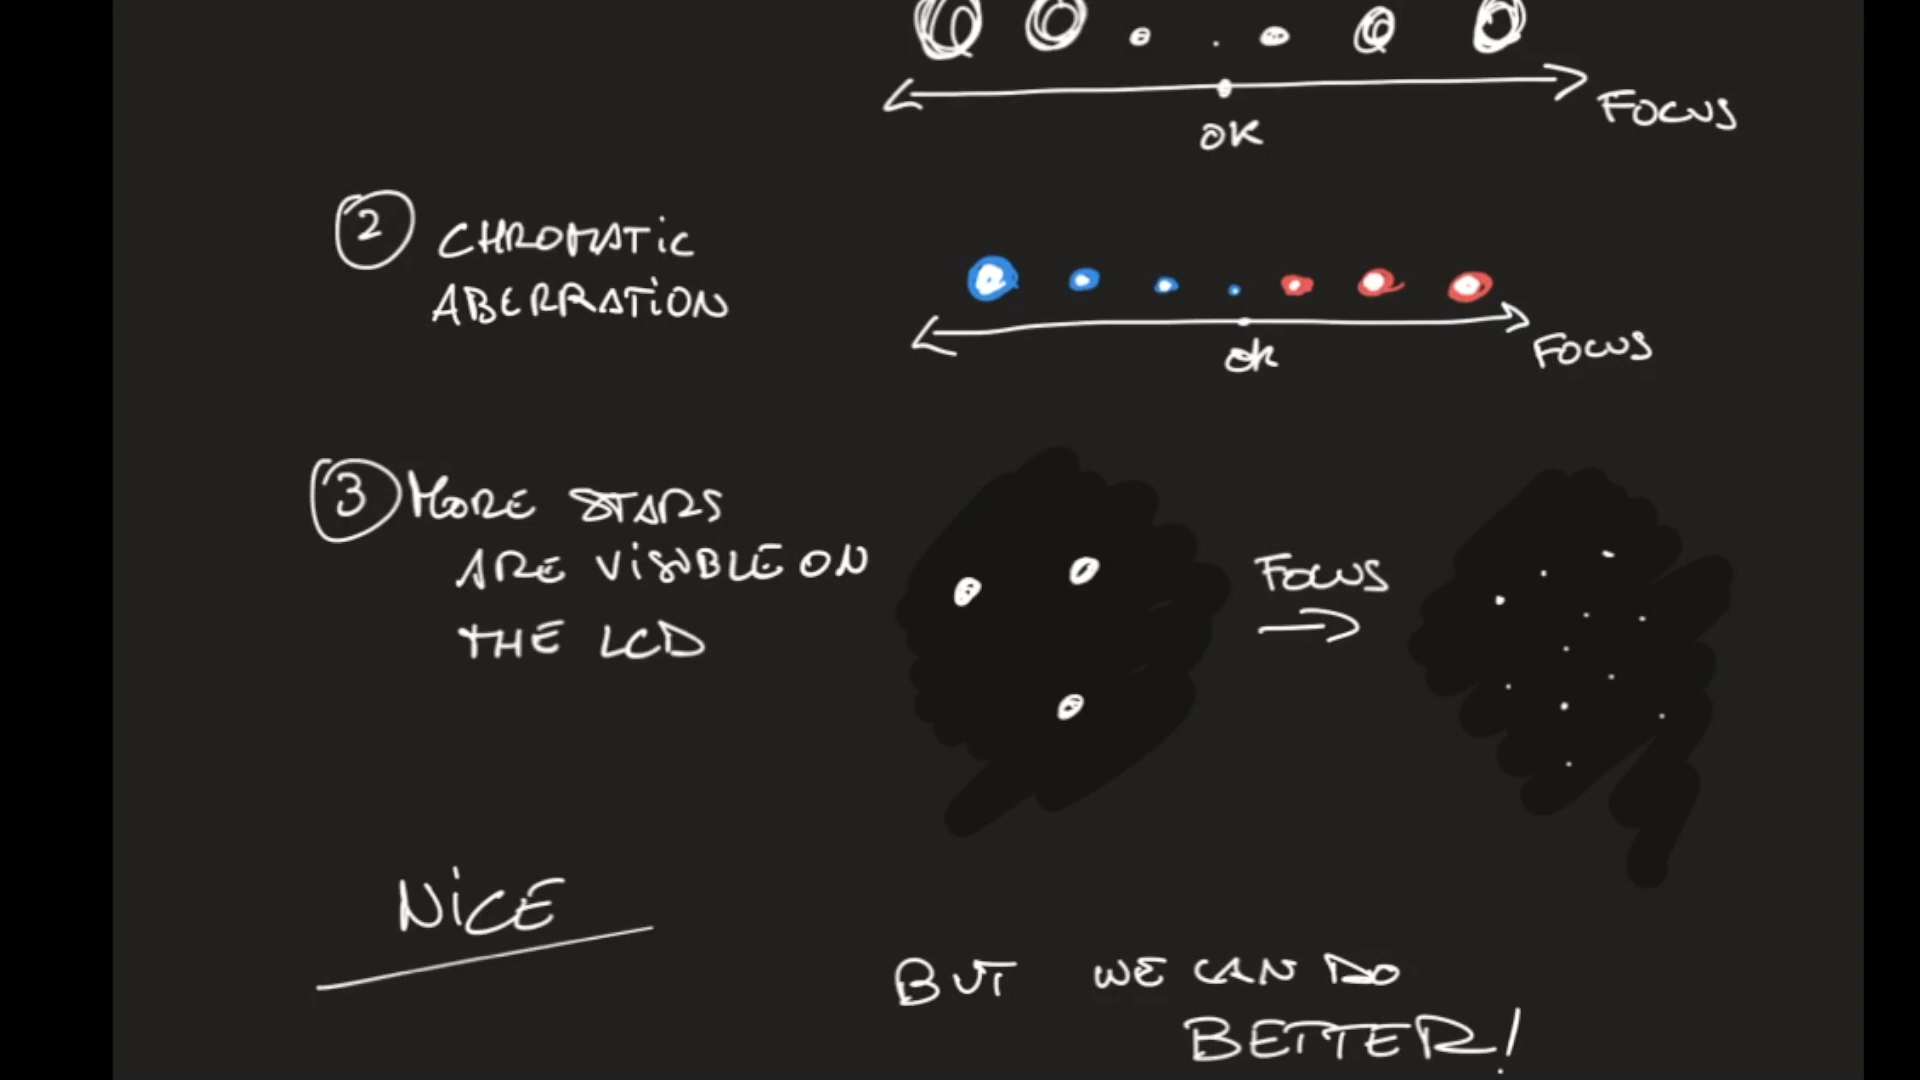 OK
FOCUS
2 CHROMATIC
ABERRATION
ok
FOCUS
3 MORE STARS
ARE VISIBLE ON
THE LCD
FOCUS
NICE
BUT WE CAN DO
BETTER!